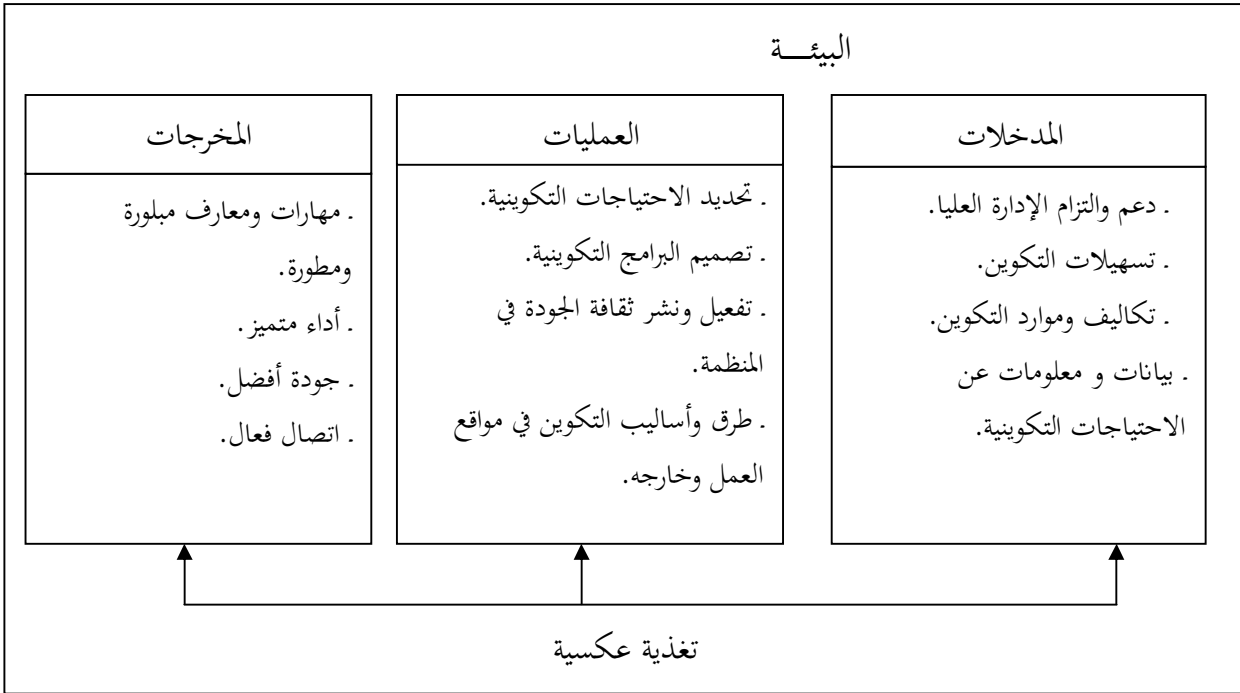 البيئـــة
المدخلات
. دعم والتزام الإدارة العليا.
. تسهيلات التكوين.
. تكاليف وموارد التكوين.
. بيانات و معلومات عن
الاحتياجات التكوينية.
العمليات
. تحديد الاحتياجات التكوينية.
. تصميم البرامج التكوينية.
. تفعيل ونشر ثقافة الجودة في
المنظمة.
. طرق وأساليب التكوين في مواقع
العمل وخارجه.
المخرجات
. مهارات ومعارف مبلورة
ومطورة.
. أداء متميز.
. جودة أفضل.
. اتصال فعال.
تغذية عكسية